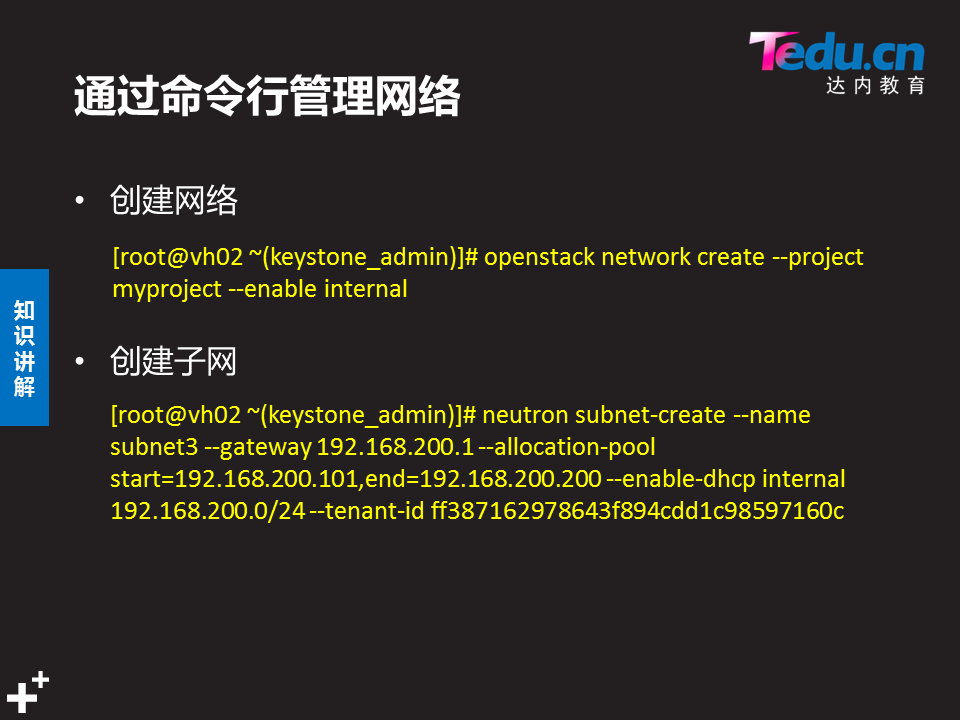 Tedu.cn
达内教育
通过命令行管理网络
• 创建网络
[root@vh02 ~(keystone_admin)]# openstack network create --project
myproject --enable internal
知识讲解
• 创建子网
[root@vh02 ~(keystone_admin)]# neutron subnet-create --name
subnet3 --gateway 192.168.200.1 --allocation-pool
start=192.168.200.101,end=192.168.200.200 --enable-dhcp internal
192.168.200.0/24 --tenant-id ff387162978643f894cdd1c98597160c